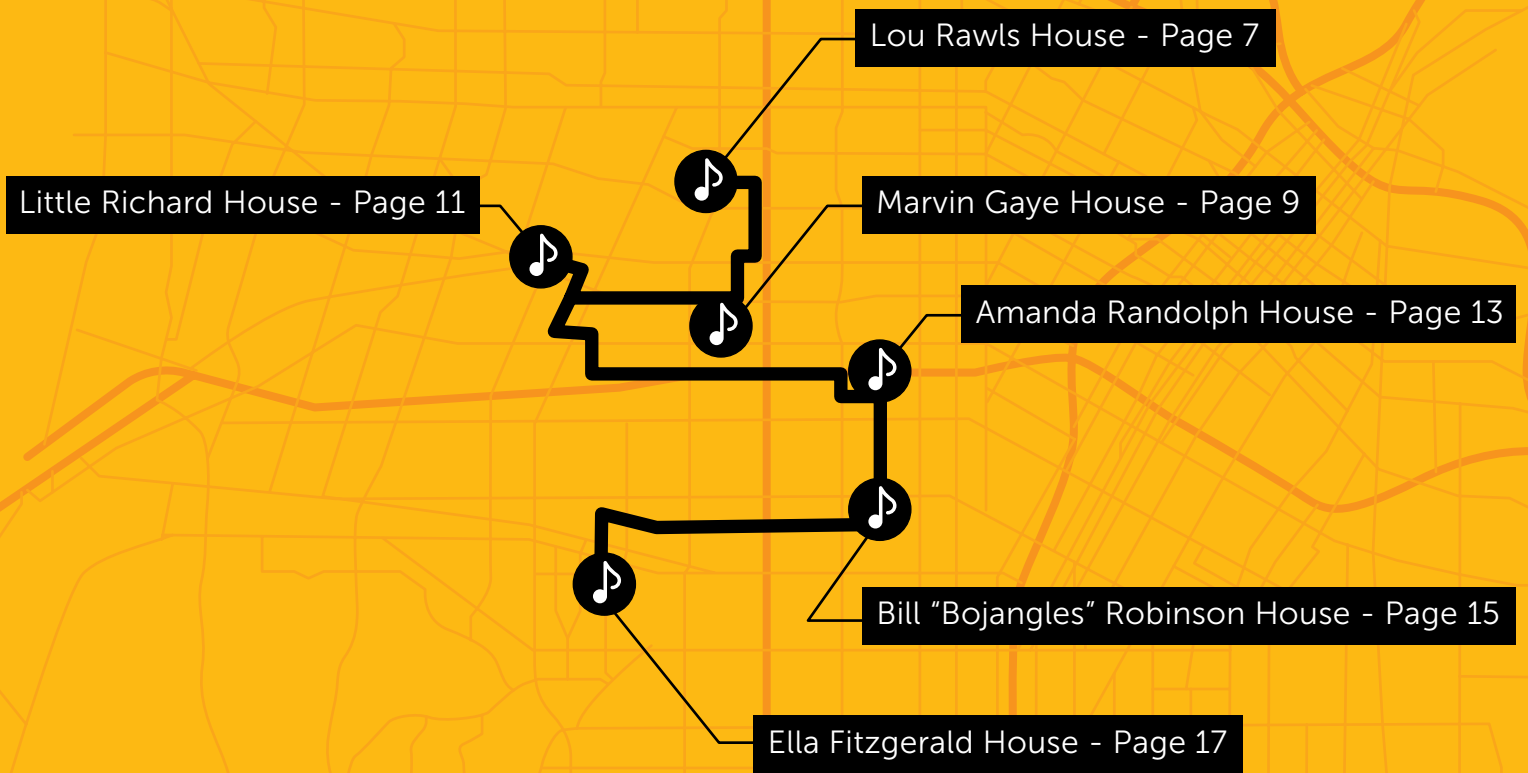 Lou Rawls House - Page 7
Little Richard House - Page 11
Marvin Gaye House - Page 9
Amanda Randolph House - Page 13
Bill “Bojangles” Robinson House - Page 15
Ella Fitzgerald House - Page 17